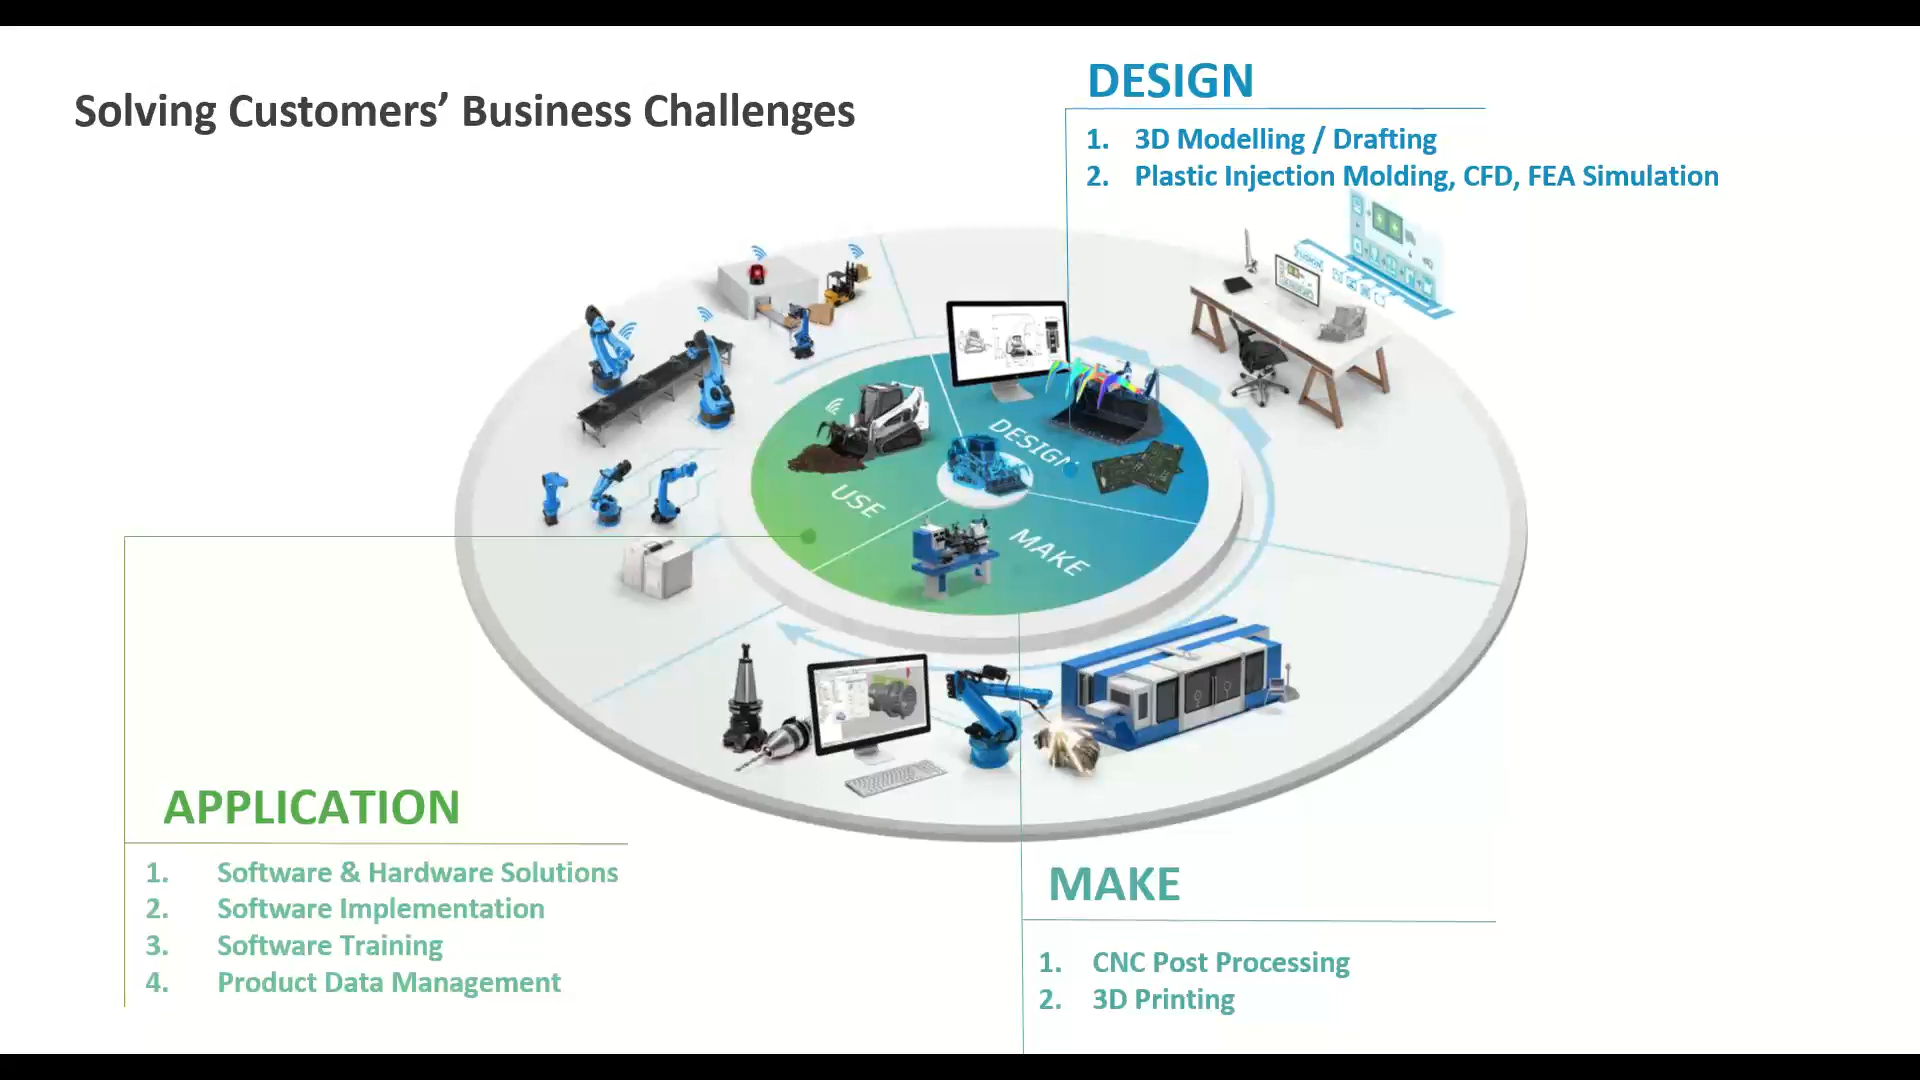 Solving Customers’ Business Challenges
DESIGN
1. 3D Modelling / Drafting
2. Plastic Injection Molding, CFD, FEA Simulation
DESIGN
USE
MAKE
APPLICATION
1. Software & Hardware Solutions
2. Software Implementation
3. Software Training
4. Product Data Management
MAKE
1. CNC Post Processing
2. 3D Printing